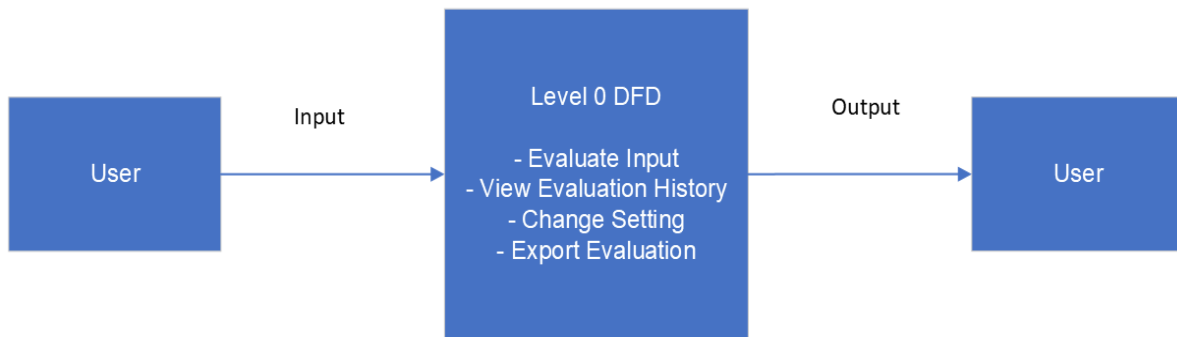 User
Input
Level 0 DFD
- Evaluate Input
- View Evaluation History
- Change Setting
- Export Evaluation
Output
User